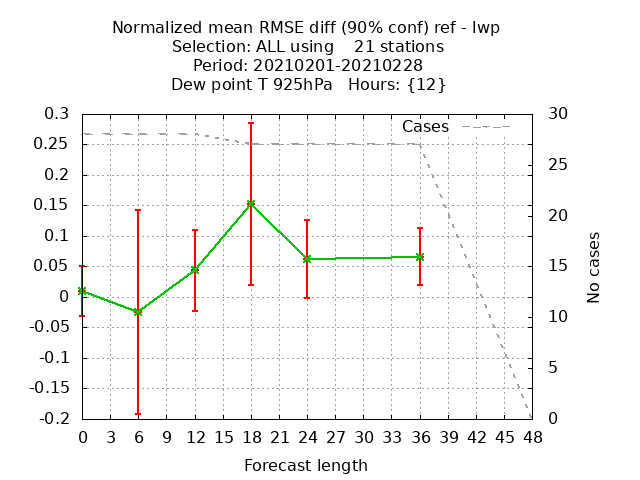 Normalized mean RMSE diff (90% conf) ref - lwp
Selection: ALL using    21 stations
Period: 20210201-20210228
Dew point T 925hPa   Hours: {12}
Cases
0.3
0.25
0.2
0.15
0.1
0.05
0
-0.05
-0.1
-0.15
-0.2
30
25
20
15
10
5
0
No cases
0 3 6 9 12 15 18 21 24 27 30 33 36 39 42 45 48
Forecast length